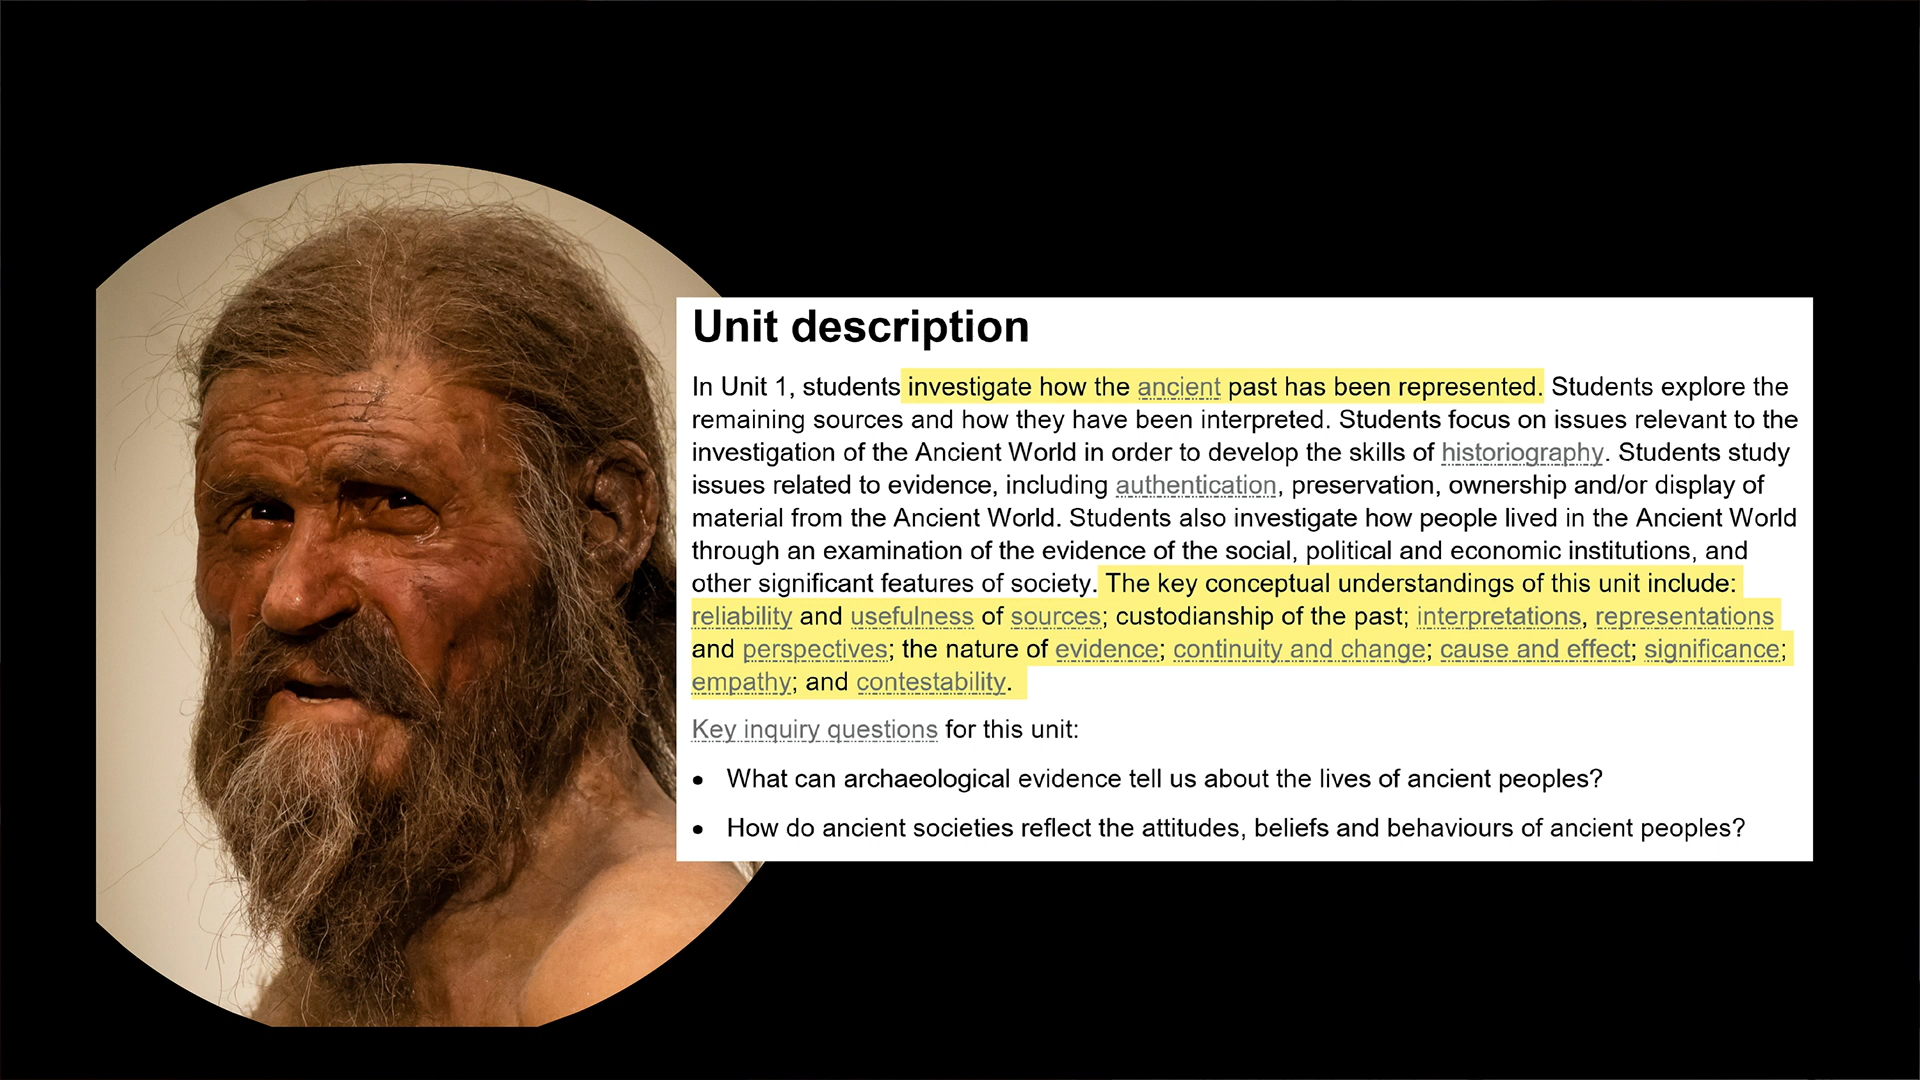 Unit description
In Unit 1, students investigate how the ancient past has been represented. Students explore the
remaining sources and how they have been interpreted. Students focus on issues relevant to the
investigation of the Ancient World in order to develop the skills of historiography. Students study
issues related to evidence, including authentication, preservation, ownership and/or display of
material from the Ancient World. Students also investigate how people lived in the Ancient World
through an examination of the evidence of the social, political and economic institutions, and
other significant features of society. The key conceptual understandings of this unit include:
reliability and usefulness of sources; custodianship of the past; interpretations, representations
and perspectives; the nature of evidence; continuity and change; cause and effect; significance;
empathy; and contestability.
Key inquiry questions for this unit:
• What can archaeological evidence tell us about the lives of ancient peoples?
• How do ancient societies reflect the attitudes, beliefs and behaviours of ancient peoples?